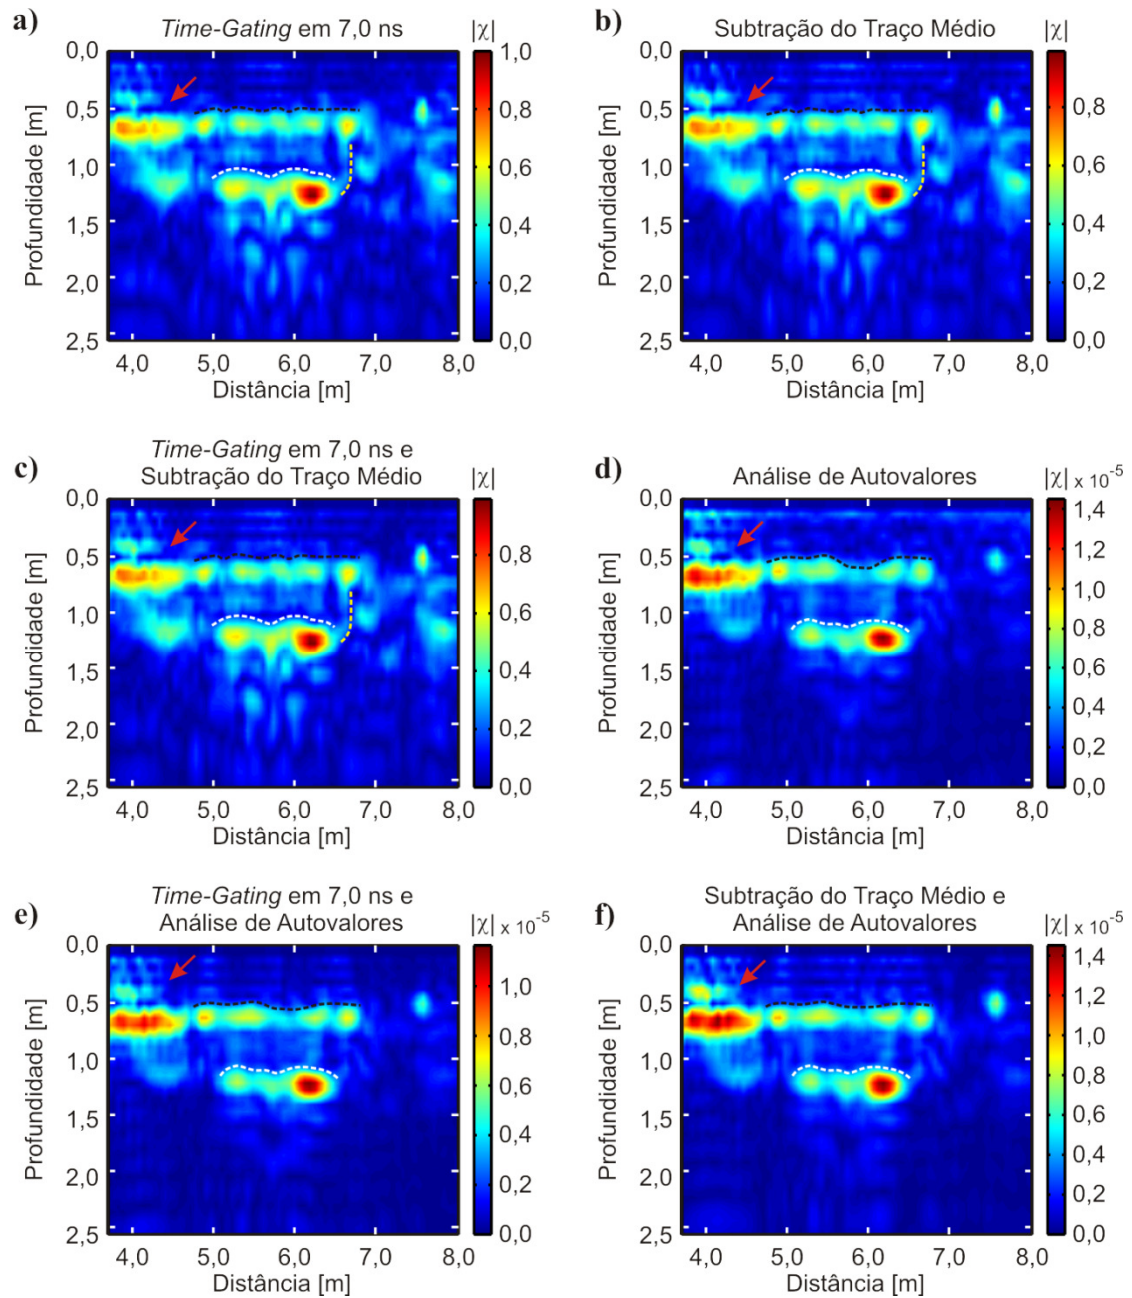 a)
Time-Gating em 7,0 ns
|χ|
Profundidade [m]
0,0
0,5
1,0
1,5
2,0
2,5
4,0 5,0 6,0 7,0 8,0
Distância [m]
1,0
0,8
0,6
0,4
0,2
0,0
b)
Subtração do Traço Médio
|χ|
Profundidade [m]
0,0
0,5
1,0
1,5
2,0
2,5
4,0 5,0 6,0 7,0 8,0
Distância [m]
0,8
0,6
0,4
0,2
0,0
c)
Time-Gating em 7,0 ns e
Subtração do Traço Médio
|χ|
Profundidade [m]
0,0
0,5
1,0
1,5
2,0
2,5
4,0 5,0 6,0 7,0 8,0
Distância [m]
0,8
0,6
0,4
0,2
0,0
d)
Análise de Autovalores
|χ| x 10-5
Profundidade [m]
0,0
0,5
1,0
1,5
2,0
2,5
4,0 5,0 6,0 7,0 8,0
Distância [m]
1,4
1,2
1,0
0,8
0,6
0,4
0,2
0,0
e)
Time-Gating em 7,0 ns e
Análise de Autovalores
|χ| x 10-5
Profundidade [m]
0,0
0,5
1,0
1,5
2,0
2,5
4,0 5,0 6,0 7,0 8,0
Distância [m]
1,0
0,8
0,6
0,4
0,2
0,0
f)
Subtração do Traço Médio e
Análise de Autovalores
|χ| x 10-5
Profundidade [m]
0,0
0,5
1,0
1,5
2,0
2,5
4,0 5,0 6,0 7,0 8,0
Distância [m]
1,4
1,2
1,0
0,8
0,6
0,4
0,2
0,0